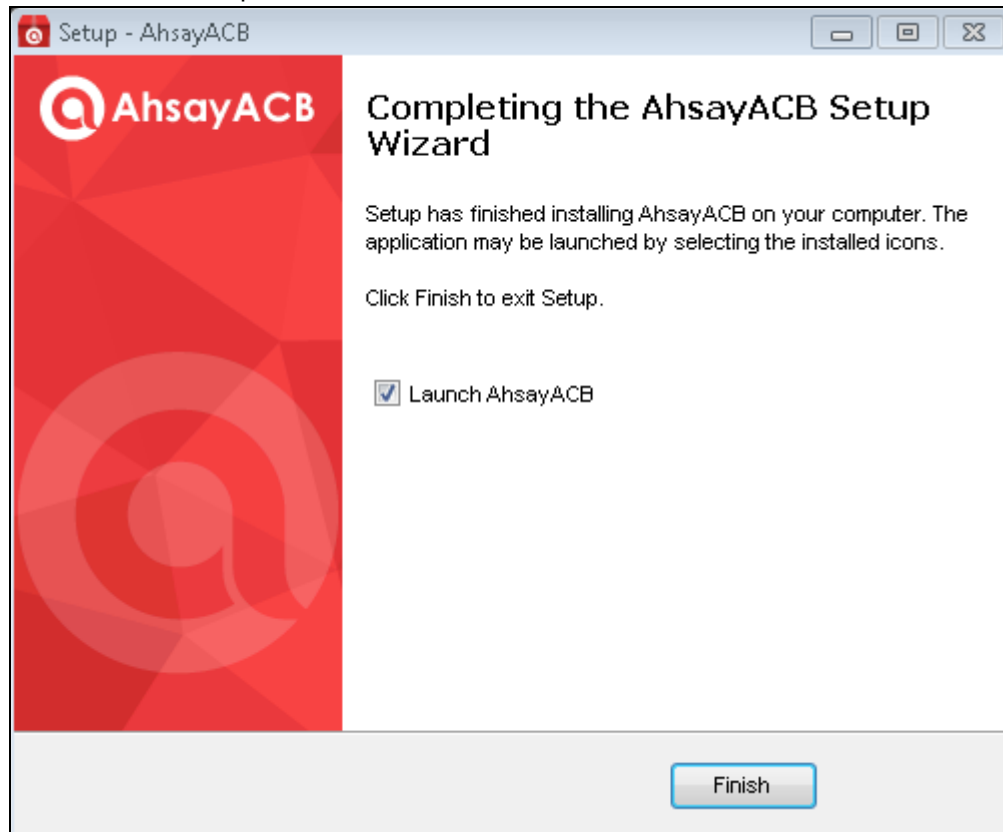 Setup - AhsayACB
AhsayACB
Completing the AhsayACB Setup
Wizard
Setup has finished installing AhsayACB on your computer. The
application may be launched by selecting the installed icons.
Click Finish to exit Setup.
Launch AhsayACB
Finish